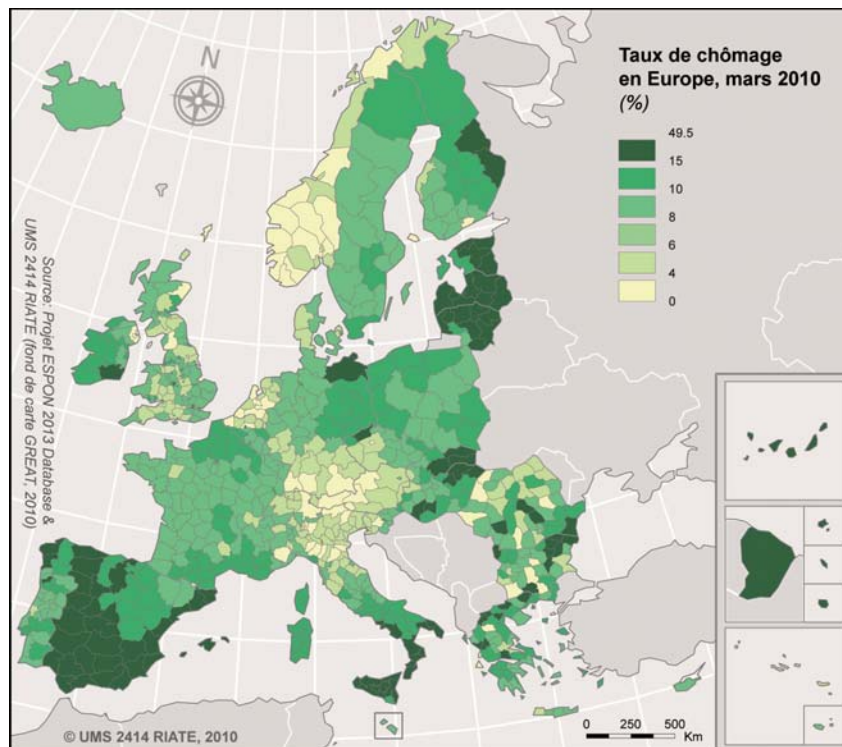 N
Taux de chômage
en Europe, mars 2010
(%)
49.5
15
10
8
6
4
0
Source: Projet ESPON 2013 Database &
UMS 2414 RIATE (fond de carte GREAT, 2010)
0 250 500
Km
© UMS 2414 RIATE, 2010